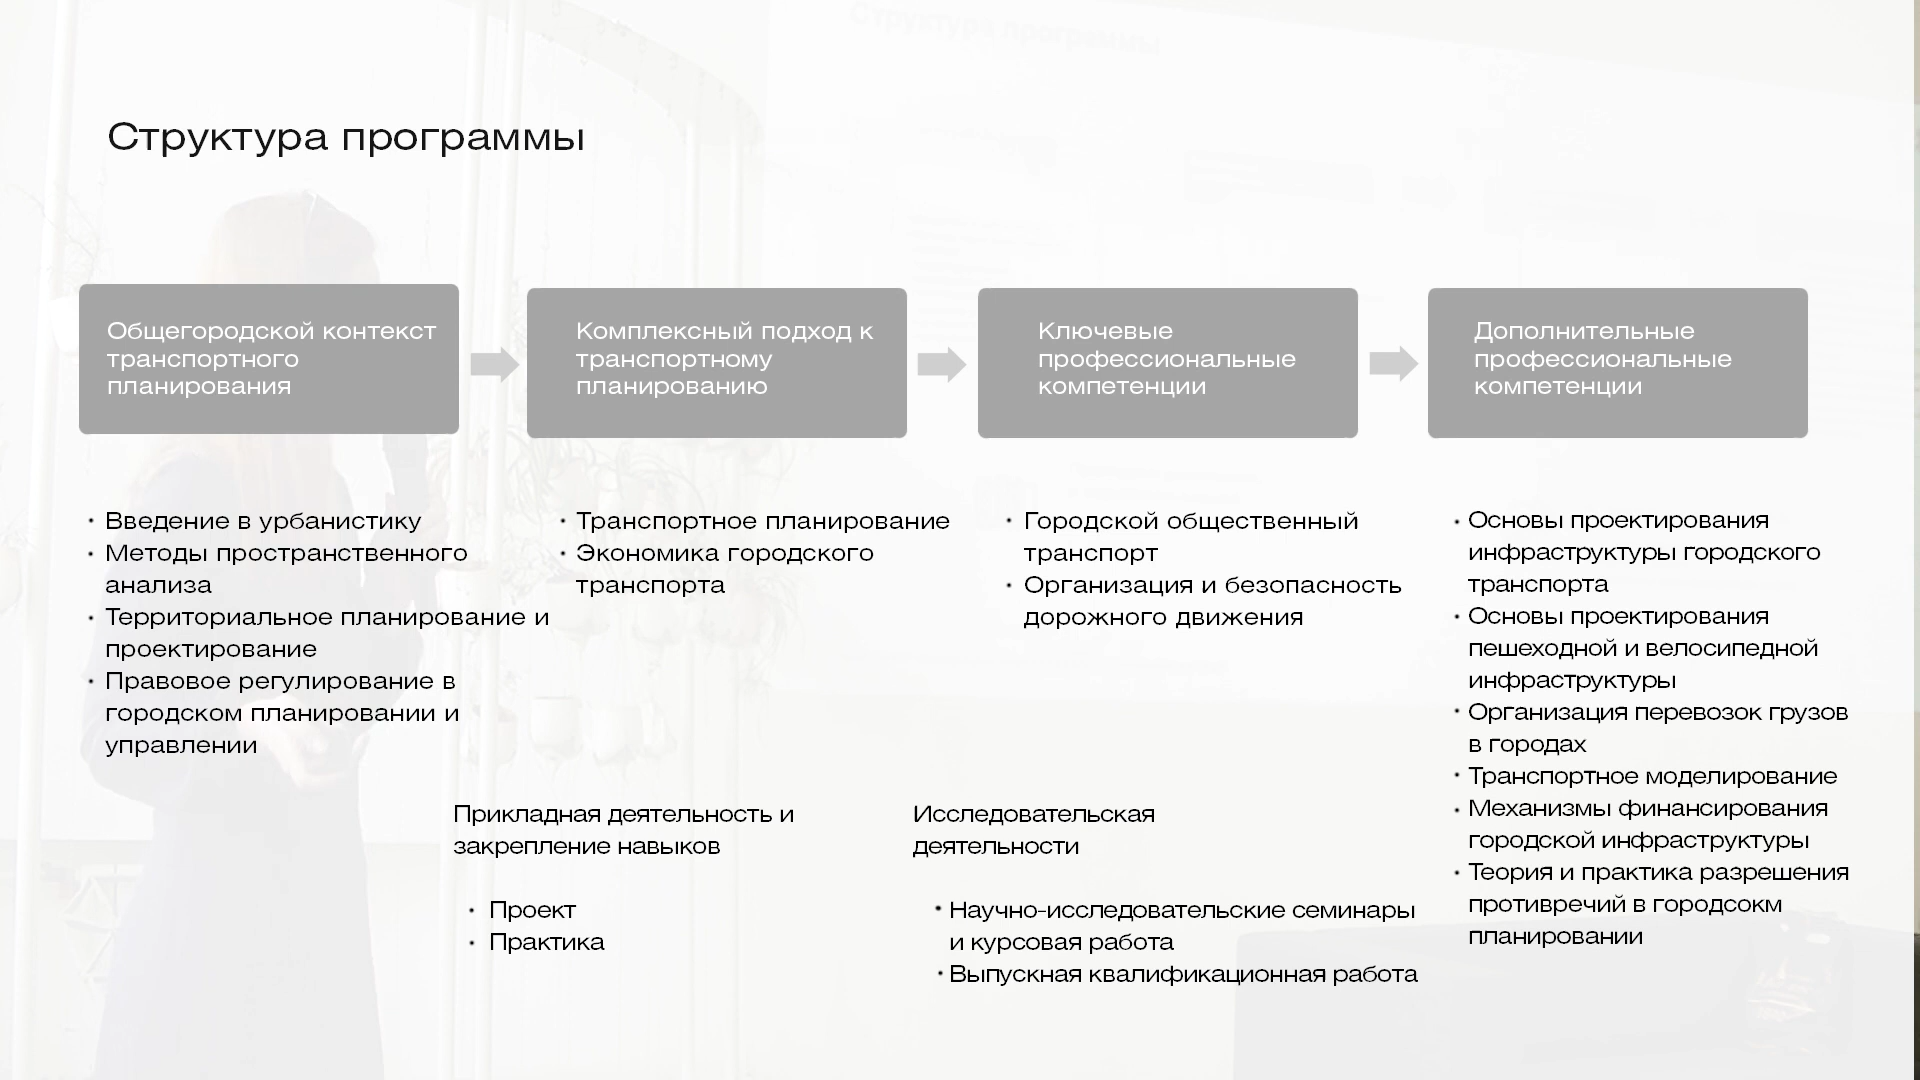 Структура программы
Структура программы
Общегородской контекст
транспортного
планирования
Комплексный подход к
транспортному
планированию
Ключевые
профессиональные
компетенции
Дополнительные
профессиональные
компетенции
• Введение в урбанистику
• Методы пространственного
анализа
• Территориальное планирование и
проектирование
• Правовое регулирование в
городском планировании и
управлении
• Транспортное планирование
• Экономика городского
транспорта
• Городской общественный
транспорт
• Организация и безопасность
дорожного движения
• Основы проектирования
инфраструктуры городского
транспорта
• Основы проектирования
пешеходной и велосипедной
инфраструктуры
• Организация перевозок грузов
в городах
• Транспортное моделирование
• Механизмы финансирования
городской инфраструктуры
• Теория и практика разрешения
противречий в городсокм
планировании
Прикладная деятельность и
закрепление навыков
• Проект
• Практика
Исследовательская
деятельности
• Научно-исследовательские семинары
и курсовая работа
• Выпускная квалификационная работа